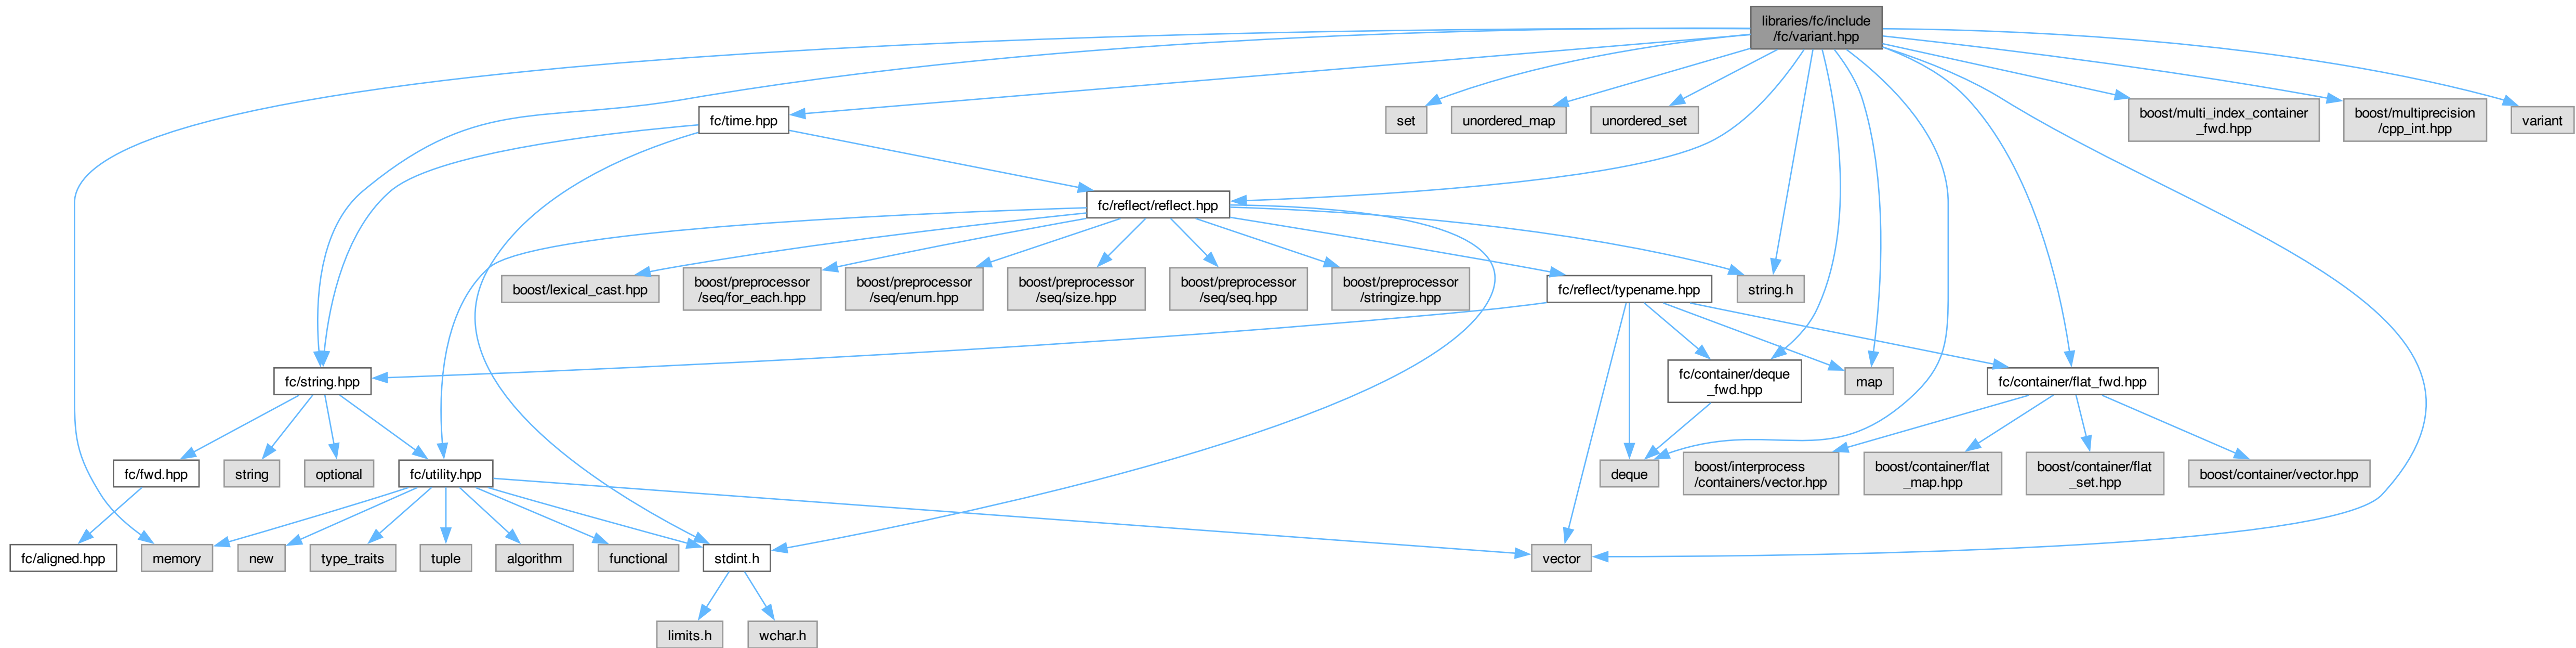 libraries/fc/include
/fc/variant.hpp
fc/time.hpp
set
unordered_map
unordered_set
boost/multi_index_container
_fwd.hpp
boost/multiprecision
/cpp_int.hpp
variant
fc/reflect/reflect.hpp
boost/lexical_cast.hpp
boost/preprocessor
/seq/for_each.hpp
boost/preprocessor
/seq/enum.hpp
boost/preprocessor
/seq/size.hpp
boost/preprocessor
/seq/seq.hpp
boost/preprocessor
/stringize.hpp
fc/reflect/typename.hpp
string.h
fc/string.hpp
fc/container/deque
_fwd.hpp
map
fc/container/flat_fwd.hpp
fc/fwd.hpp
string
optional
fc/utility.hpp
deque
boost/interprocess
/containers/vector.hpp
boost/container/flat
_map.hpp
boost/container/flat
_set.hpp
boost/container/vector.hpp
fc/aligned.hpp
memory
new
type_traits
tuple
algorithm
functional
stdint.h
vector
limits.h
wchar.h